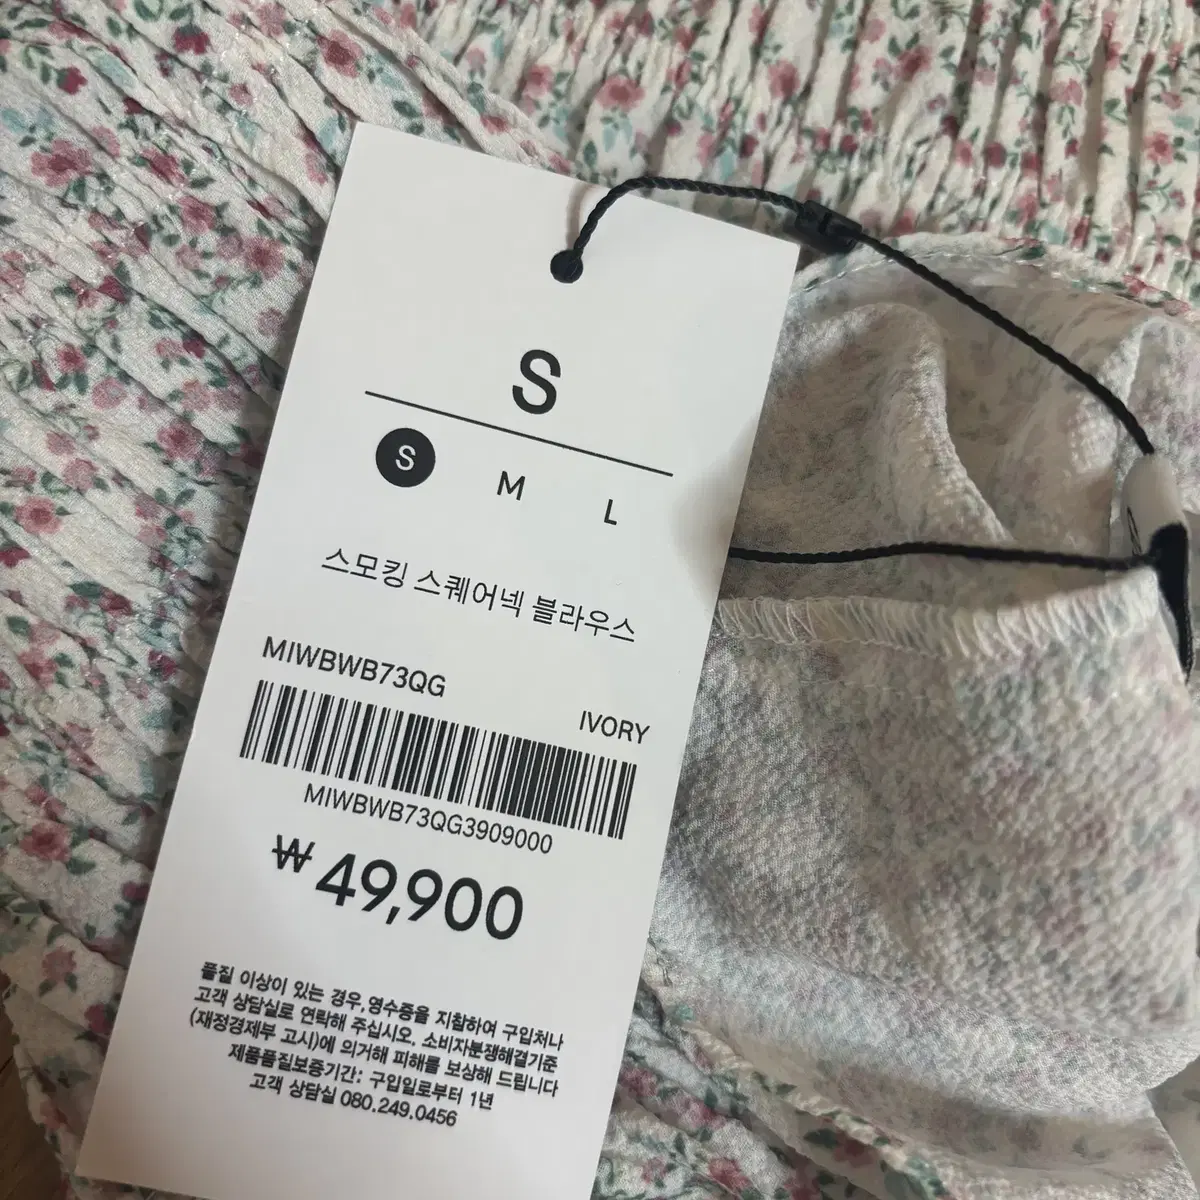 S
S M L
스모킹 스퀘어넥 블라우스
MIWBWB73QG
IVORY
MIWBWB73QG3909000
₩49,900
품질 이상이 있는 경우,영수증을 지참하여 구입처나
고객 상담실로 연락해 주십시오. 소비자분쟁해결기준
(재정경제부 고시)에 의거해 피해를 보상해 드립니다
제품품질보증기간: 구입일로부터 1년
고객 상담실 080.249.0456